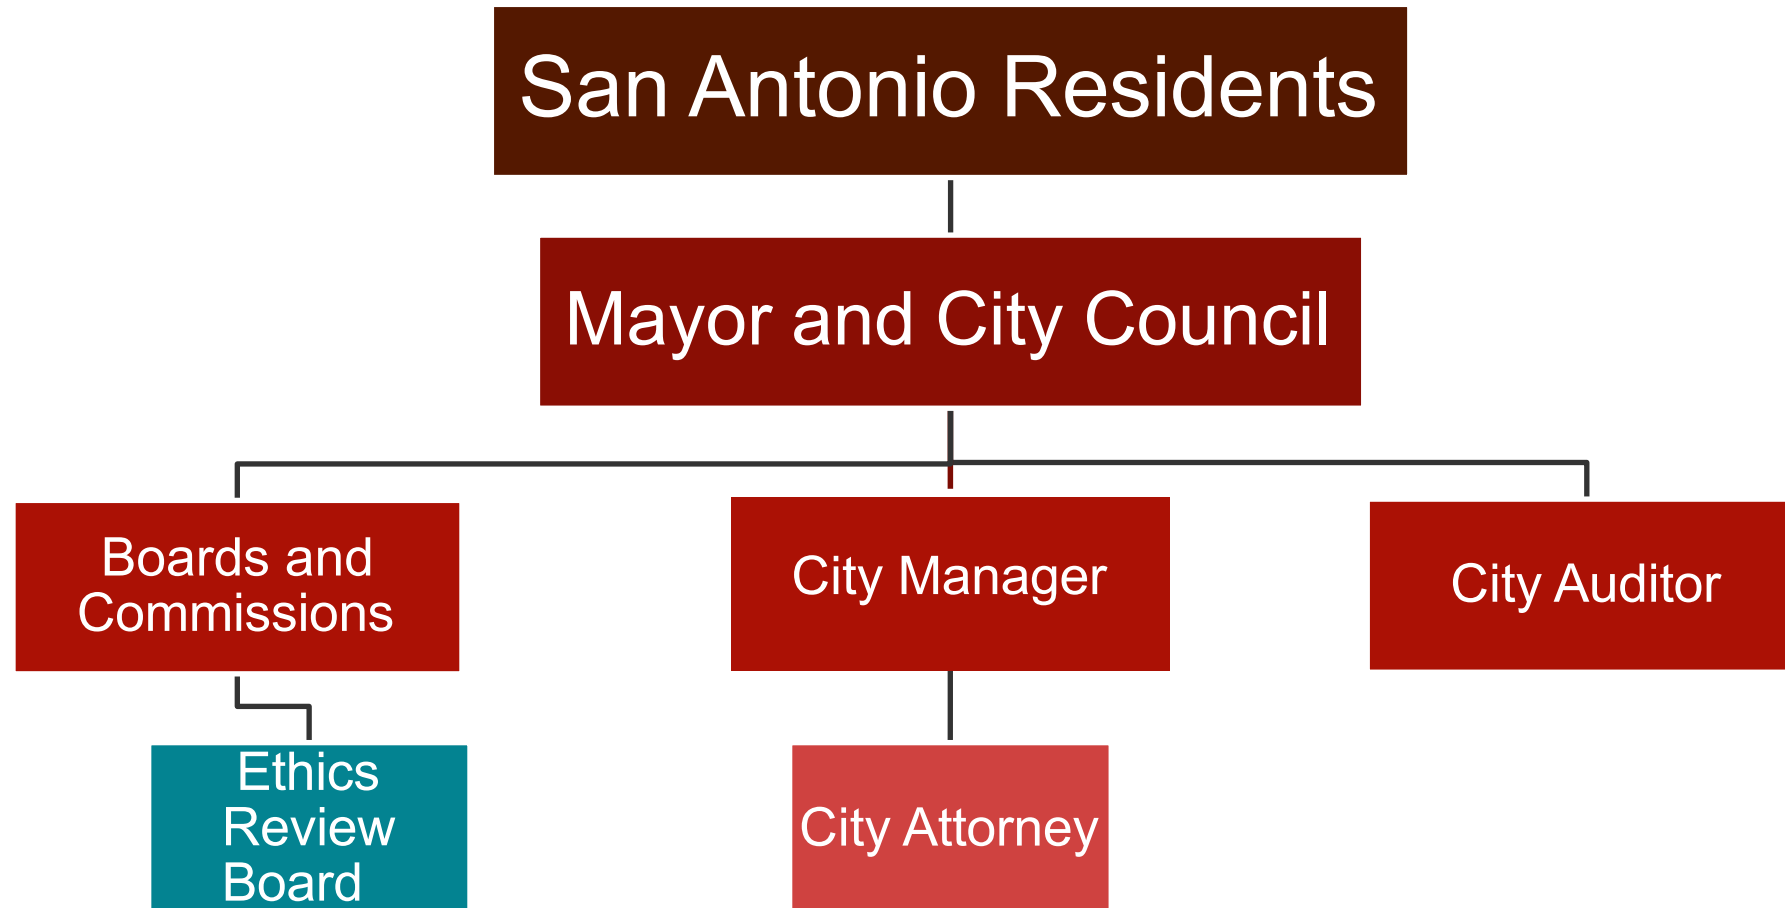 San Antonio Residents
Mayor and City Council
Boards and
Commissions
City Manager
City Auditor
Ethics
Review
Board
City Attorney